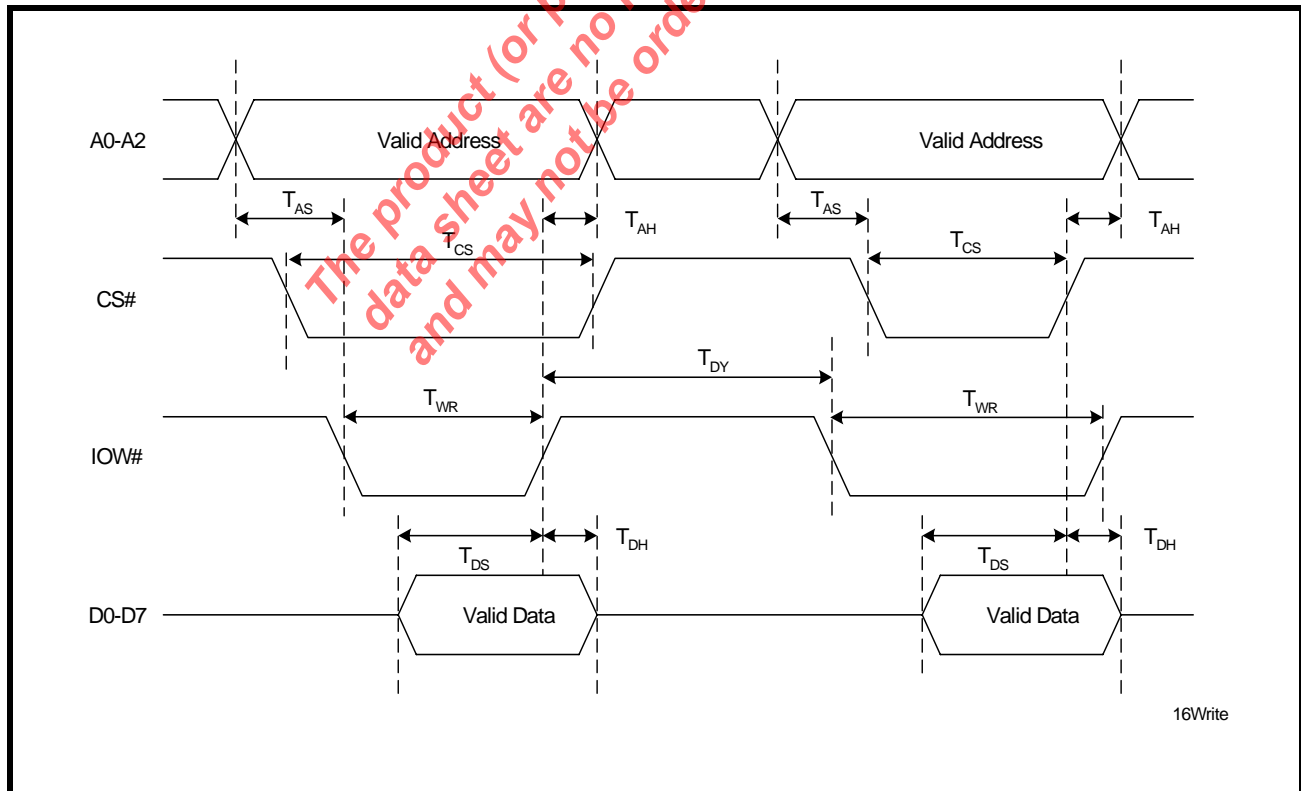 The product (or p
data sheet are no
and may not be orde
A0-A2
Valid Address
Valid Address
TAS
TAH
TAS
TAH
TCS
TCS
CS#
TDY
TWR
TWR
IOW#
TDS
TDH
TDS
TDH
D0-D7
Valid Data
Valid Data
16Write